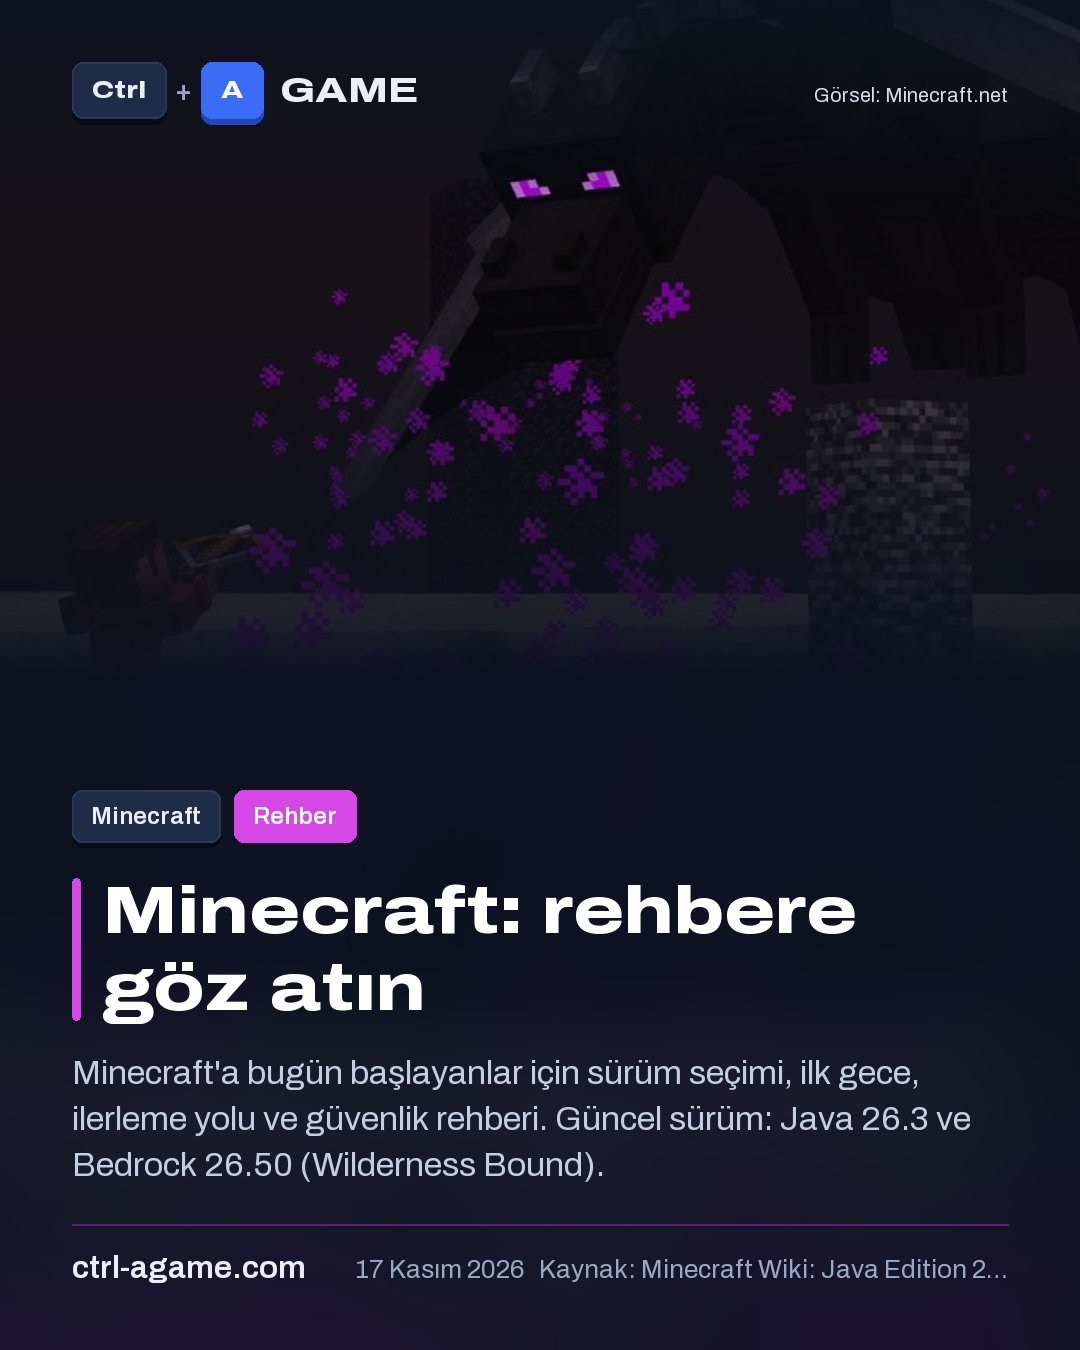 Ctrl + A GAME
Görsel: Minecraft.net
Minecraft Rehber
Minecraft: rehbere
göz atın
Minecraft'a bugün başlayanlar için sürüm seçimi, ilk gece,
ilerleme yolu ve güvenlik rehberi. Güncel sürüm: Java 26.3 ve
Bedrock 26.50 (Wilderness Bound).
ctrl-agame.com 17 Kasım 2026 Kaynak: Minecraft Wiki: Java Edition 2...